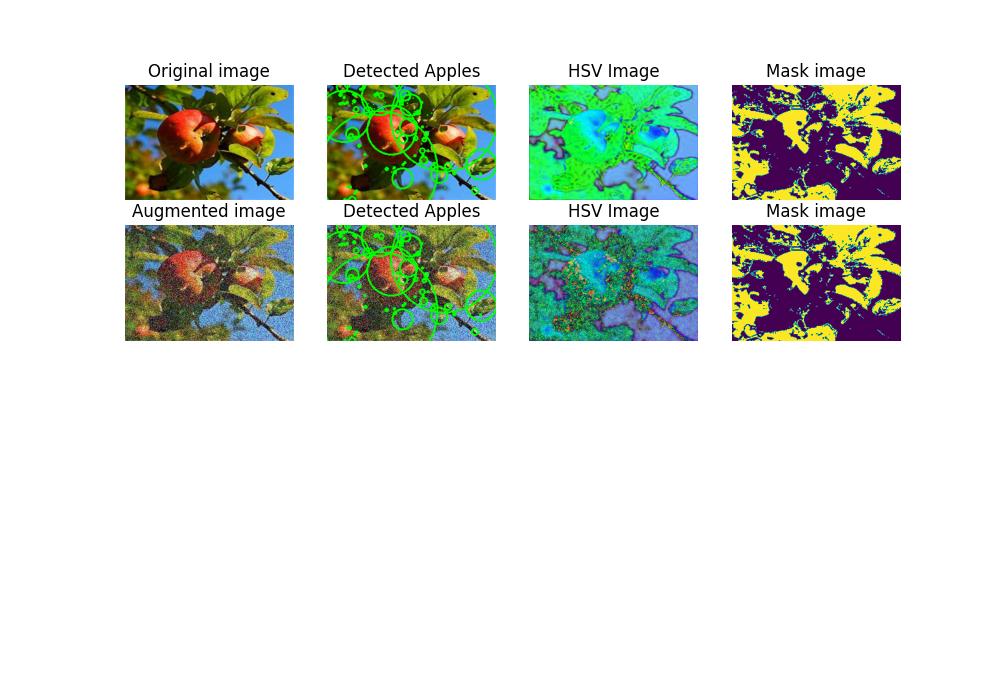 Original image
Detected Apples
HSV Image
Mask image
Augmented image
Detected Apples
HSV Image
Mask image